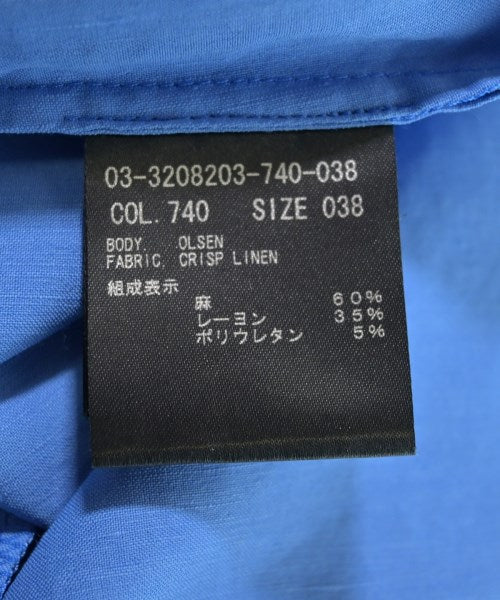 03-3208203-740-038
COL. 740 SIZE 038
BODY. OLSEN
FABRIC. CRISP LINEN
組成表示
麻 60%
レーヨン 35%
ポリウレタン 5%